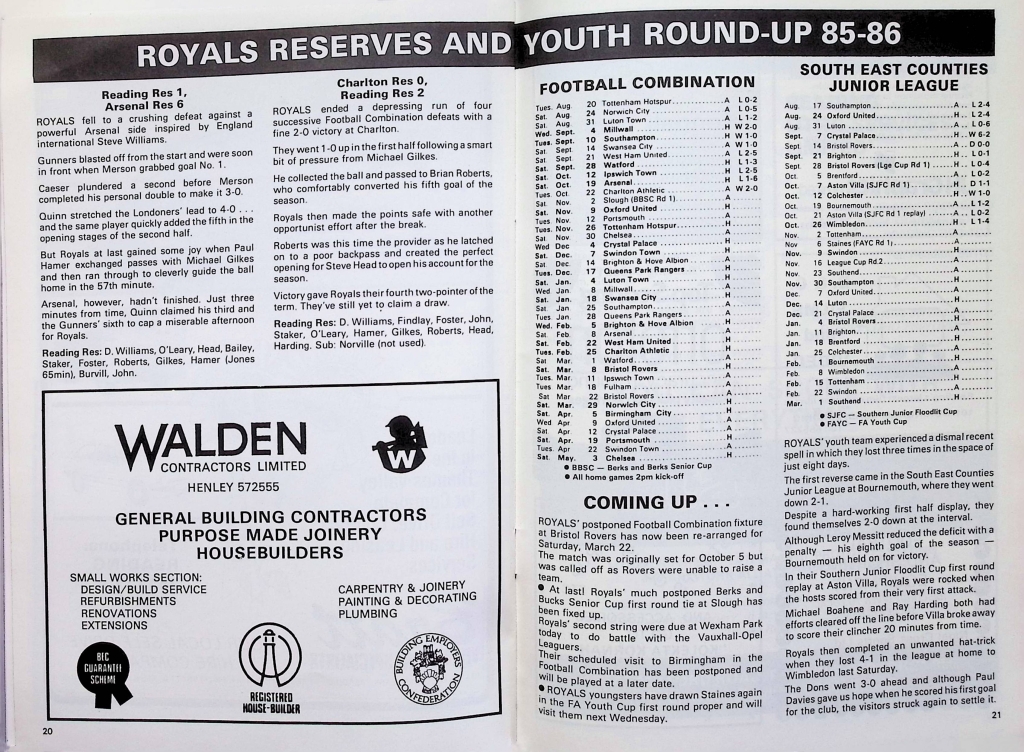 ROYALS RESERVES AND YOUTH ROUND-UP 85-86
Reading Res 1,
Arsenal Res 6
ROYALS fell to a crushing defeat against a
powerful Arsenal side inspired by England
international Steve Williams.
Gunners blasted off from the start and were soon
in front when Merson grabbed goal No. 1.
Caeser plundered a second before Merson
completed his personal double to make it 3-0.
Quinn stretched the Londoners' lead to 4-0 . . .
and the same player quickly added the fifth in the
opening stages of the second half.
But Royals at last gained some joy when Paul
Hamer exchanged passes with Michael Gilkes
and then ran through to cleverly guide the ball
home in the 57th minute.
Arsenal, however, hadn't finished. Just three
minutes from time, Quinn claimed his third and
the Gunners' sixth to cap a miserable afternoon
for Royals.
Reading Res: D. Williams, O'Leary, Head, Bailey,
Staker, Foster, Roberts, Gilkes, Hamer (Jones
65min), Burvill, John.
Charlton Res 0,
Reading Res 2
ROYALS ended a depressing run of four
successive Football Combination defeats with a
fine 2-0 victory at Charlton.
They went 1-0 up in the first half following a smart
bit of pressure from Michael Gilkes.
He collected the ball and passed to Brian Roberts,
who comfortably converted his fifth goal of the
season.
Royals then made the points safe with another
opportunist effort after the break.
Roberts was this time the provider as he latched
on to a poor backpass and created the perfect
opening for Steve Head to open his account for the
season.
Victory gave Royals their fourth two-pointer of the
term. They've still yet to claim a draw.
Reading Res: D. Williams, Findlay, Foster, John,
Staker, O'Leary, Hamer, Gilkes, Roberts, Head,
Harding. Sub: Norville (not used).
WALDEN
CONTRACTORS LIMITED
HENLEY 572555
W
GENERAL BUILDING CONTRACTORS
PURPOSE MADE JOINERY
HOUSEBUILDERS
SMALL WORKS SECTION:
DESIGN/BUILD SERVICE
REFURBISHMENTS
RENOVATIONS
EXTENSIONS
CARPENTRY & JOINERY
PAINTING & DECORATING
PLUMBING
BEC
GUARANTEE
SCHEME
REGISTERED
HOUSE-BUILDER
BUILDING EMPLOYERS
CONFEDERATION
20
FOOTBALL COMBINATION
Tues. Aug. 20 Tottenham Hotspur A L 0-2
Sat. Aug. 24 Norwich City A L 0-5
Sat. Aug. 31 Luton Town A L 1-2
Wed. Sept. 4 Millwall H W 2-0
Tues. Sept. 10 Southampton H W 1-0
Sat. Sept. 14 Swansea City A W 1-0
Sat. Sept. 21 West Ham United A L 2-5
Sat. Sept. 28 Watford H L 1-3
Sat. Oct. 12 Ipswich Town H L 2-5
Sat. Oct. 19 Arsenal H L 1-6
Tues. Oct. 22 Charlton Athletic A W 2-0
Sat. Nov. 2 Slough (BBSC Rd 1) A
Sat. Nov. 9 Oxford United H
Tues. Nov. 12 Portsmouth A
Tues. Nov. 26 Tottenham Hotspur H
Sat. Nov. 30 Chelsea A
Wed Dec 4 Crystal Palace H
Sat. Dec. 7 Swindon Town H
Sat. Dec. 14 Brighton & Hove Albion A
Tues. Dec. 17 Queens Park Rangers H
Sat. Jan. 4 Luton Town H
Wed Jan. 8 Millwall A
Sat. Jan. 18 Swansea City H
Sat. Jan 25 Southampton A
Tues Jan 28 Queens Park Rangers A
Wed. Feb. 5 Brighton & Hove Albion H
Sat Feb. 8 Arsenal A
Sat. Feb. 22 West Ham United H
Tues. Feb. 25 Charlton Athletic H
Sat Mar. 1 Watford A
Sat. Mar. 8 Bristol Rovers H
Tues. Mar. 11 Ipswich Town A
Tues. Mar. 18 Fulham A
Sat Mar 22 Bristol Rovers A
Sat. Mar. 29 Norwich City H
Sat. Apr. 5 Birmingham City H
Wed Apr 9 Oxford United A
Sat. Apr. 12 Crystal Palace A
Sat. Apr. 19 Portsmouth H
Tues. Apr 22 Swindon Town A
Sat. May. 3 Chelsea H
● BBSC — Berks and Berks Senior Cup
● All home games 2pm kick-off
COMING UP . . .
ROYALS' postponed Football Combination fixture
at Bristol Rovers has now been re-arranged for
Saturday, March 22.
The match was originally set for October 5 but
was called off as Rovers were unable to raise a
team.
● At last! Royals' much postponed Berks and
Bucks Senior Cup first round tie at Slough has
been fixed up.
Royals' second string were due at Wexham Park
today to do battle with the Vauxhall-Opel
Leaguers.
Their scheduled visit to Birmingham in the
Football Combination has been postponed and
will be played at a later date.
● ROYALS youngsters have drawn Staines again
in the FA Youth Cup first round proper and will
visit them next Wednesday.
SOUTH EAST COUNTIES
JUNIOR LEAGUE
Aug. 17 Southampton A L 2-4
Aug. 24 Oxford United H L 2-4
Aug. 31 Luton A L 0-6
Sept. 7 Crystal Palace H W 6-2
Sept. 14 Bristol Rovers A D 0-0
Sept. 21 Brighton H L 0-1
Sept 28 Bristol Rovers (Lge Cup Rd 1) H L 0-4
Oct. 5 Brentford A L 0-2
Oct. 7 Aston Villa (SJFC Rd 1) H D 1-1
Oct. 12 Colchester H W 1-0
Oct. 19 Bournemouth A L 1-2
Oct. 21 Aston Villa (SJFC Rd 1 replay) A L 0-2
Oct. 26 Wimbledon H L 1-4
Nov. 2 Tottenham A
Nov 6 Staines (FAYC Rd 1) A
Nov. 9 Swindon H
Nov. 16 League Cup Rd.2
Nov. 23 Southend A
Nov. 30 Southampton H
Dec. 7 Oxford United A
Dec. 14 Luton H
Dec. 21 Crystal Palace A
Jan. 4 Bristol Rovers H
Jan. 11 Brighton A
Jan. 18 Brentford H
Jan. 25 Colchester A
Feb. 1 Bournemouth H
Feb. 8 Wimbledon A
Feb. 15 Tottenham H
Feb. 22 Swindon A
Mar. 1 Southend H
● SJFC — Southern Junior Floodlit Cup
● FAYC — FA Youth Cup
ROYALS' youth team experienced a dismal recent
spell in which they lost three times in the space of
just eight days.
The first reverse came in the South East Counties
Junior League at Bournemouth, where they went
down 2-1.
Despite a hard-working first half display, they
found themselves 2-0 down at the interval.
Although Leroy Messitt reduced the deficit with a
penalty — his eighth goal of the season —
Bournemouth held on for victory.
In their Southern Junior Floodlit Cup first round
replay at Aston Villa, Royals were rocked when
the hosts scored from their very first attack.
Michael Boahene and Ray Harding both had
efforts cleared off the line before Villa broke away
to score their clincher 20 minutes from time.
Royals then completed an unwanted hat-trick
when they lost 4-1 in the league at home to
Wimbledon last Saturday.
The Dons went 3-0 ahead and although Paul
Davies gave us hope when he scored his first goal
for the club, the visitors struck again to settle it.
21